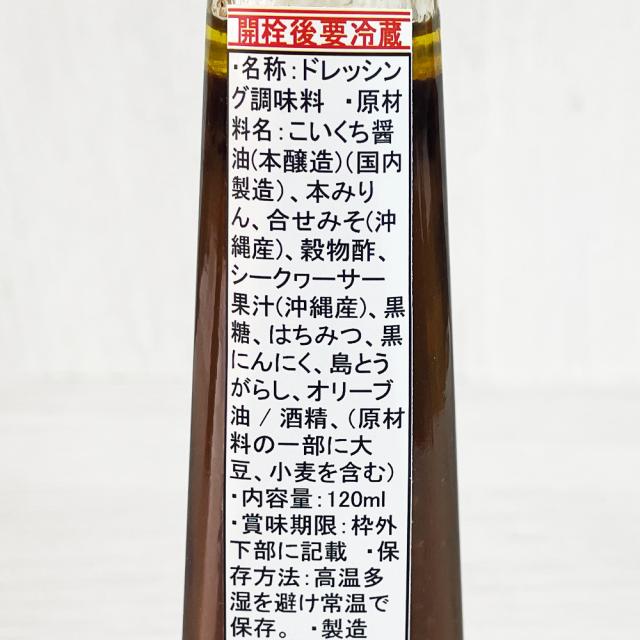 開栓後要冷蔵
・名称:ドレッシン
グ調味料 ・原材
料名:こいくち醤
油(本醸造)(国内
製造)、本みり
ん、合せみそ(沖
縄産)、穀物酢、
シークヮーサー
果汁(沖縄産)、黒
糖、はちみつ、黒
にんにく、島とう
がらし、オリーブ
油 / 酒精、(原材
料の一部に大
豆、小麦を含む)
・内容量:120ml
・賞味期限:枠外
下部に記載 ・保
存方法:高温多
湿を避け常温で
保存。 ・製造